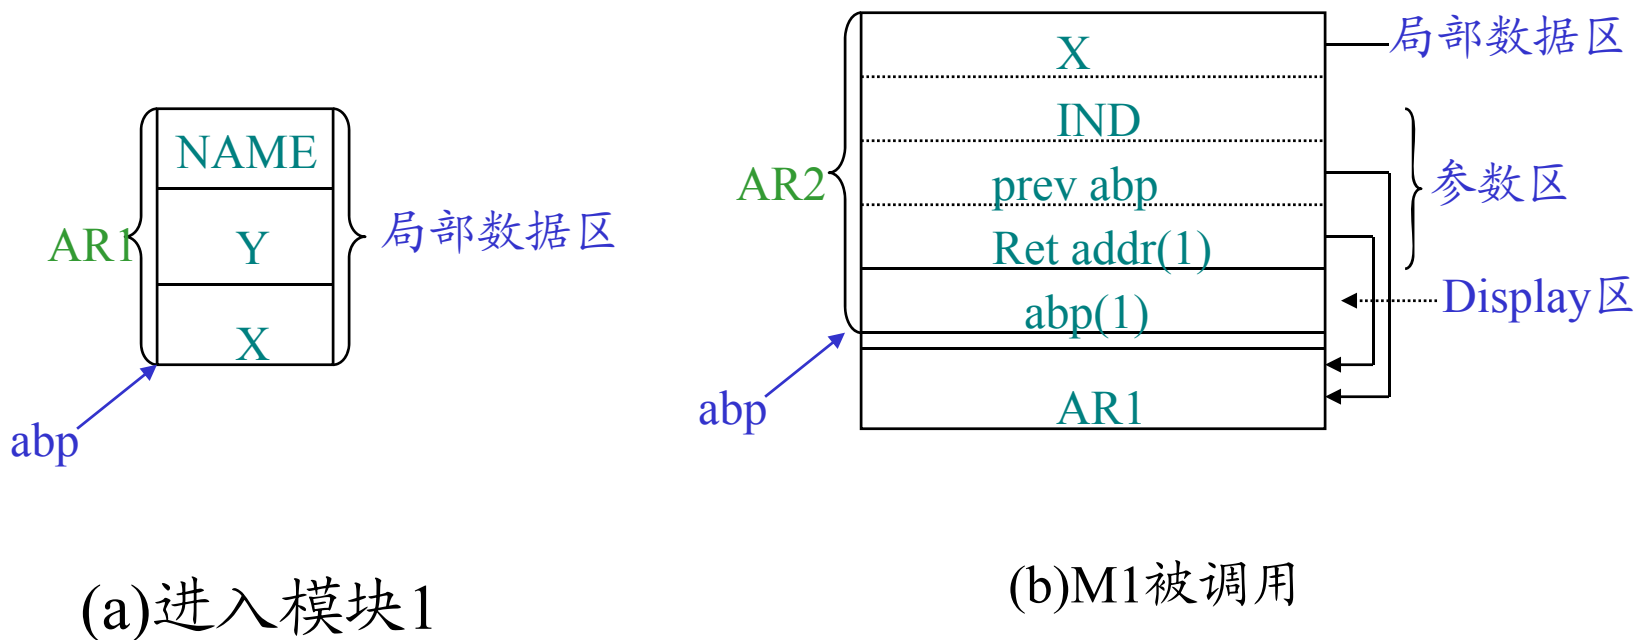 NAME
Y
X
AR1
局部数据区
abp
(a)进入模块1
X
IND
prev abp
Ret addr(1)
abp(1)
AR1
AR2
abp
局部数据区
参数区
Display区
(b)M1被调用